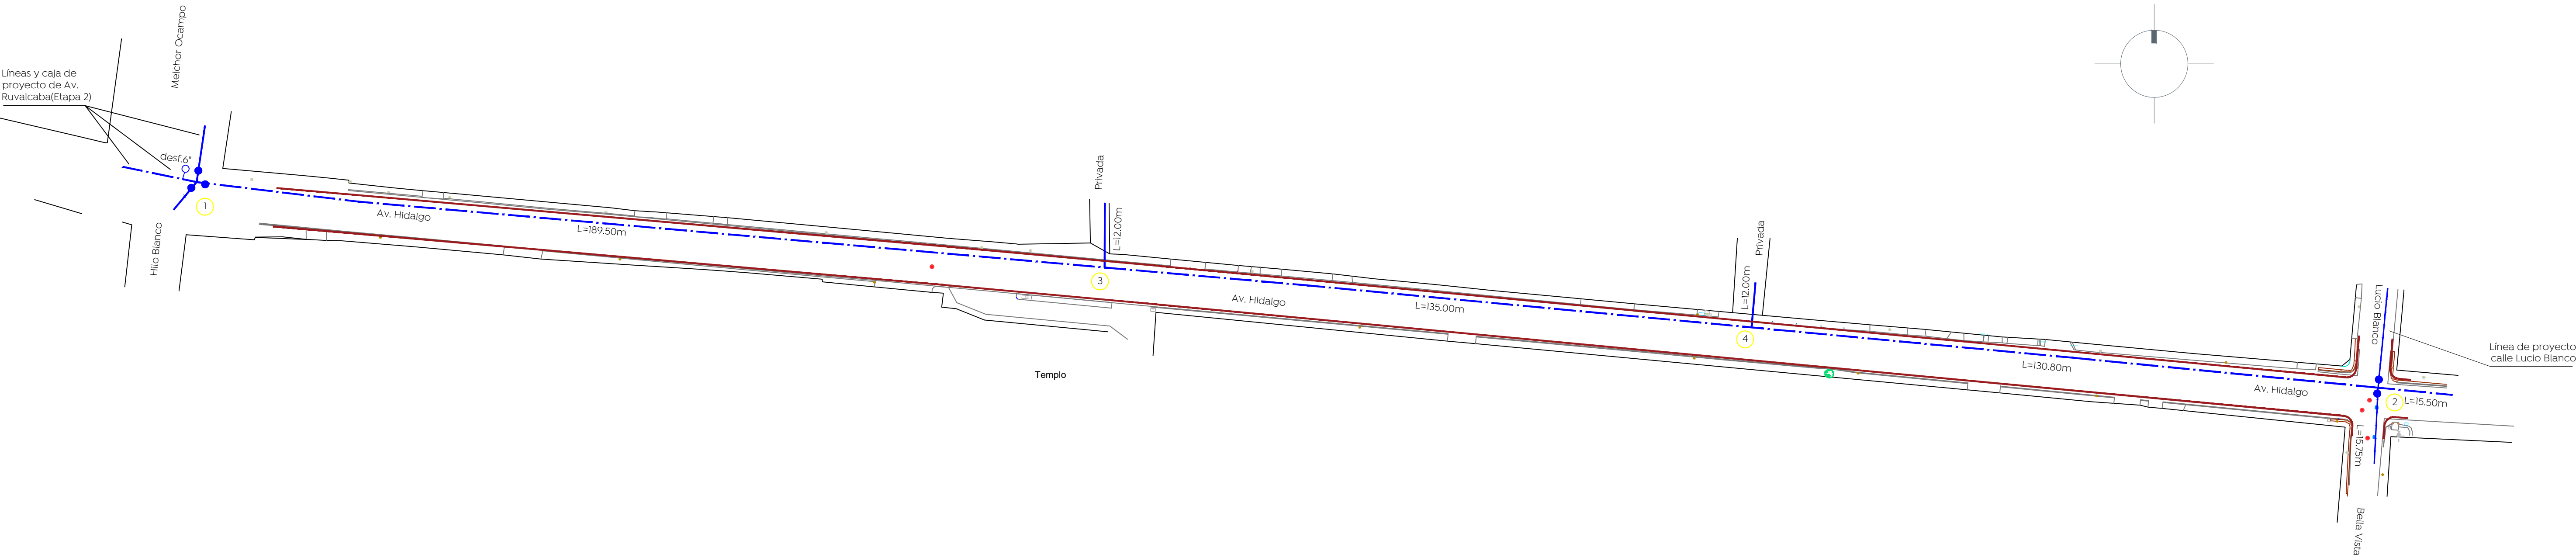 Melchor Ocampo
Líneas y caja de
proyecto de Av.
Ruvalcaba(Etapa 2)
desf.6"
1
Hilo Blanco
Av. Hidalgo
L=189.50m
Privada
L=12.00m
3
Templo
Av. Hidalgo
L=135.00m
Privada
L=12.00m
4
L=130.80m
Av. Hidalgo
Lucio Blanco
Línea de proyecto
calle Lucio Blanco
2
L=15.50m
L=15.75m
Bella Vista